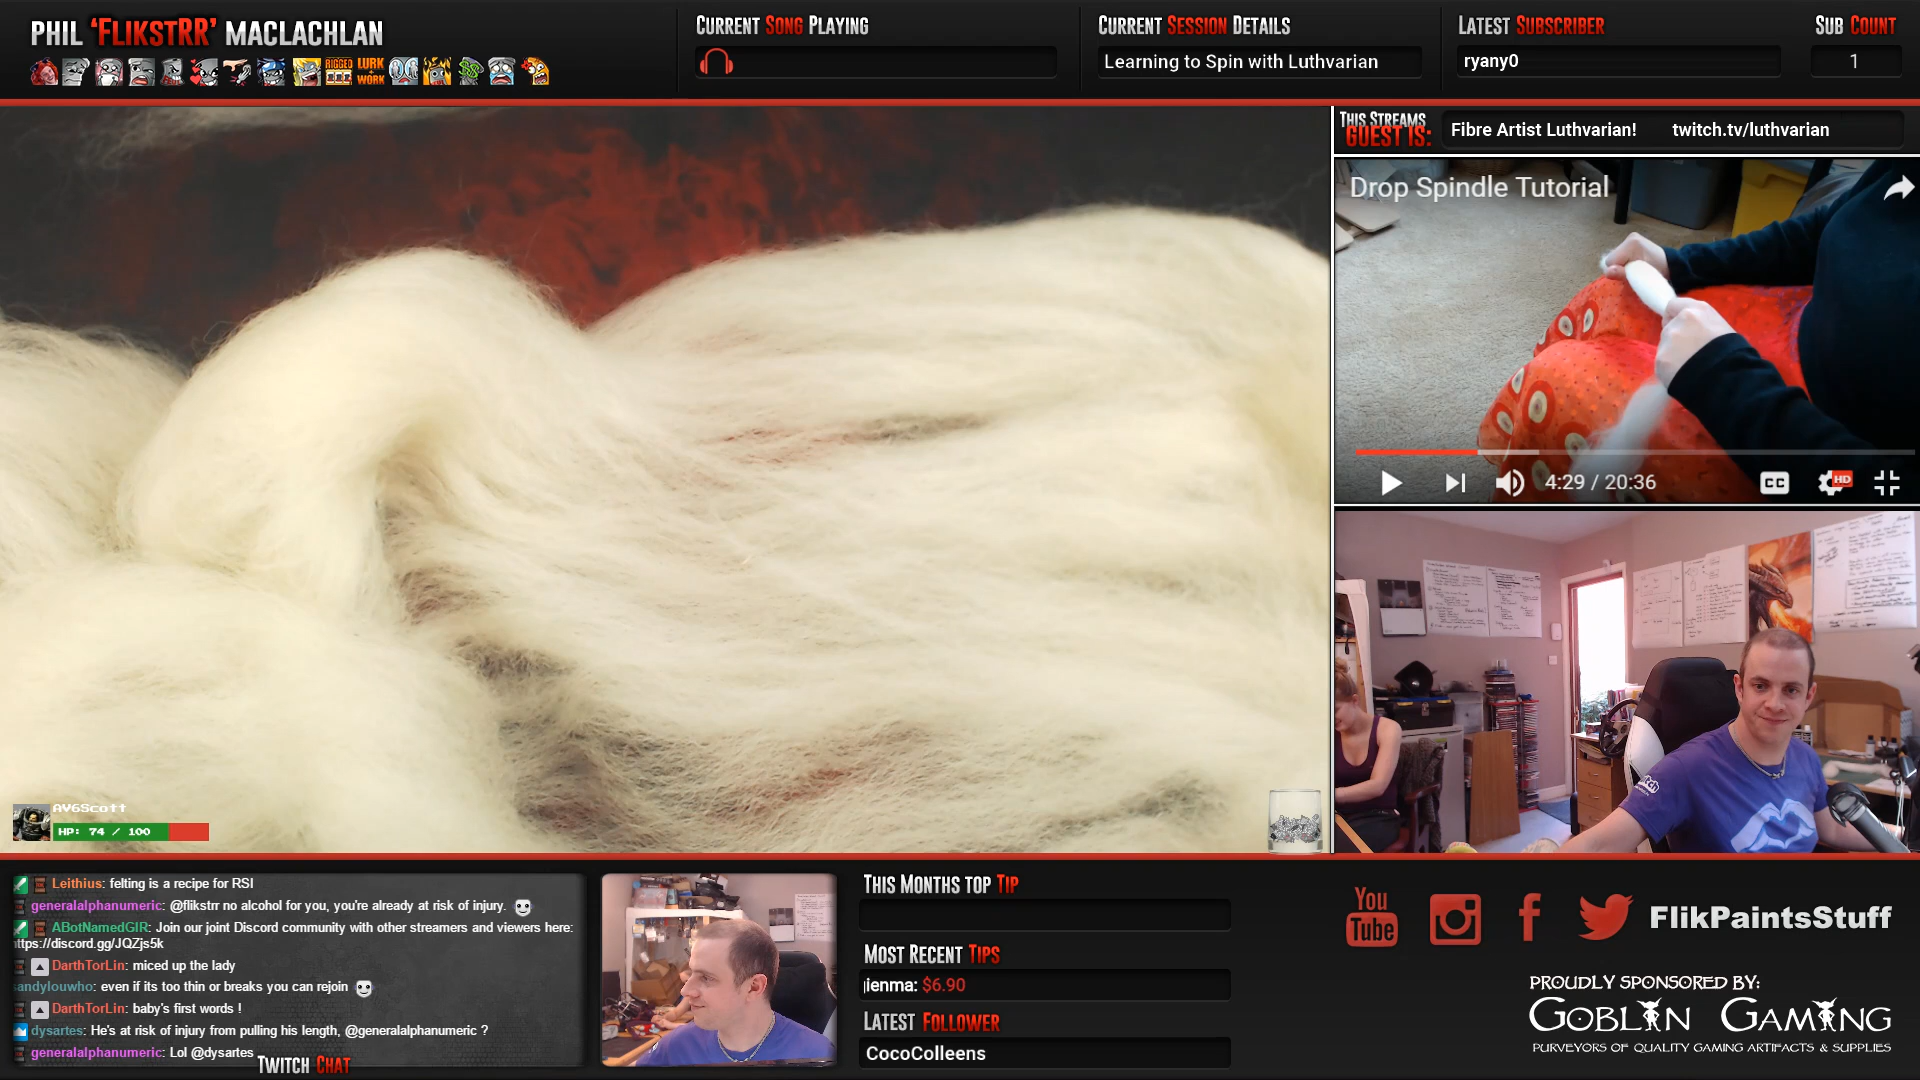 PHIL 'FLIKSTRR' MACLACHLAN
RIGGED
LURK
WORK
CURRENT SONG PLAYING
CURRENT SESSION DETAILS
Learning to Spin with Luthvarian
LATEST SUBSCRIBER
ryany0
SUB COUNT
1
THIS STREAMS
GUEST IS:
Fibre Artist Luthvarian! twitch.tv/luthvarian
Drop Spindle Tutorial
4:29 / 20:36
CC
HD
AV6Scott
HP: 74 / 100
Leithius: felting is a recipe for RSI
generalalphanumeric: @flikstrr no alcohol for you, you're already at risk of injury.
ABotNamedGIR: Join our joint Discord community with other streamers and viewers here:
ttps://discord.gg/JQZjs5k
DarthTorLin: miced up the lady
andylouwho: even if its too thin or breaks you can rejoin
DarthTorLin: baby's first words !
dysartes: He's at risk of injury from pulling his length, @generalalphanumeric ?
generalalphanumeric: Lol @dysartes
TWITCH CHAT
THIS MONTHS TOP TIP
MOST RECENT TIPS
jienma: $6.90
LATEST FOLLOWER
CocoColleens
You
Tube
FlikPaintsStuff
PROUDLY SPONSORED BY:
GOBLIN GAMING
PURVEYORS OF QUALITY GAMING ARTIFACTS & SUPPLIES